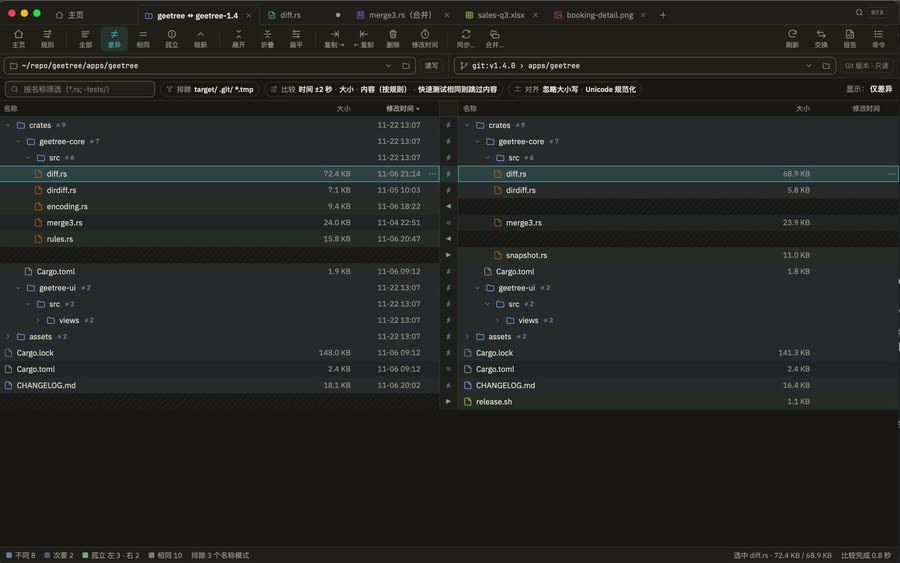 主页
geetree ⇔ geetree-1.4
diff.rs
merge3.rs（合并）
sales-q3.xlsx
booking-detail.png
主页 规则 全部 差异 相同 孤立 较新 展开 折叠 扁平 复制→ ←复制 删除 修改时间 同步… 合并… 刷新 交换 报告 命令
~/repo/geetree/apps/geetree 读写 git:v1.4.0 › apps/geetree Git 版本 · 只读
按名称筛选（*.rs; -tests/） 排除 target/ .git/ *.tmp 比较 时间 ±2 秒 · 大小 · 内容（按规则） · 快速测试相同则跳过内容 对齐 忽略大小写 · Unicode 规范化 显示： 仅差异
名称 大小 修改时间 名称 大小 修改时间
crates ≠ 9 11-22 13:07 ≠ crates ≠ 9
geetree-core ≠ 7 11-22 13:07 ≠ geetree-core ≠ 7
src ≠ 6 11-22 13:07 ≠ src ≠ 6
diff.rs 72.4 KB 11-06 21:14 ··· ≠ diff.rs 68.9 KB ···
dirdiff.rs 7.1 KB 11-05 10:03 ≠ dirdiff.rs 5.8 KB
encoding.rs 9.4 KB 11-06 18:22
merge3.rs 24.0 KB 11-04 22:51 ≈ merge3.rs 23.9 KB
rules.rs 15.8 KB 11-06 20:47
snapshot.rs 11.0 KB
Cargo.toml 1.9 KB 11-06 09:12 ≠ Cargo.toml 1.8 KB
geetree-ui ≠ 2 11-22 13:07 ≠ geetree-ui ≠ 2
src ≠ 2 11-22 13:07 ≠ src ≠ 2
views ≠ 2 11-22 13:07 ≠ views ≠ 2
assets ≠ 2 11-22 13:07 ≠ assets ≠ 2
Cargo.lock 148.0 KB 11-06 09:12 ≠ Cargo.lock 141.3 KB
Cargo.toml 2.4 KB 11-06 09:12 ≈ Cargo.toml 2.4 KB
CHANGELOG.md 18.1 KB 11-06 20:02 ≠ CHANGELOG.md 16.4 KB
release.sh 1.1 KB
不同 8 次要 2 孤立 左 3 · 右 2 相同 10 排除 3 个名称模式 选中 diff.rs · 72.4 KB / 68.9 KB 比较完成 0.8 秒